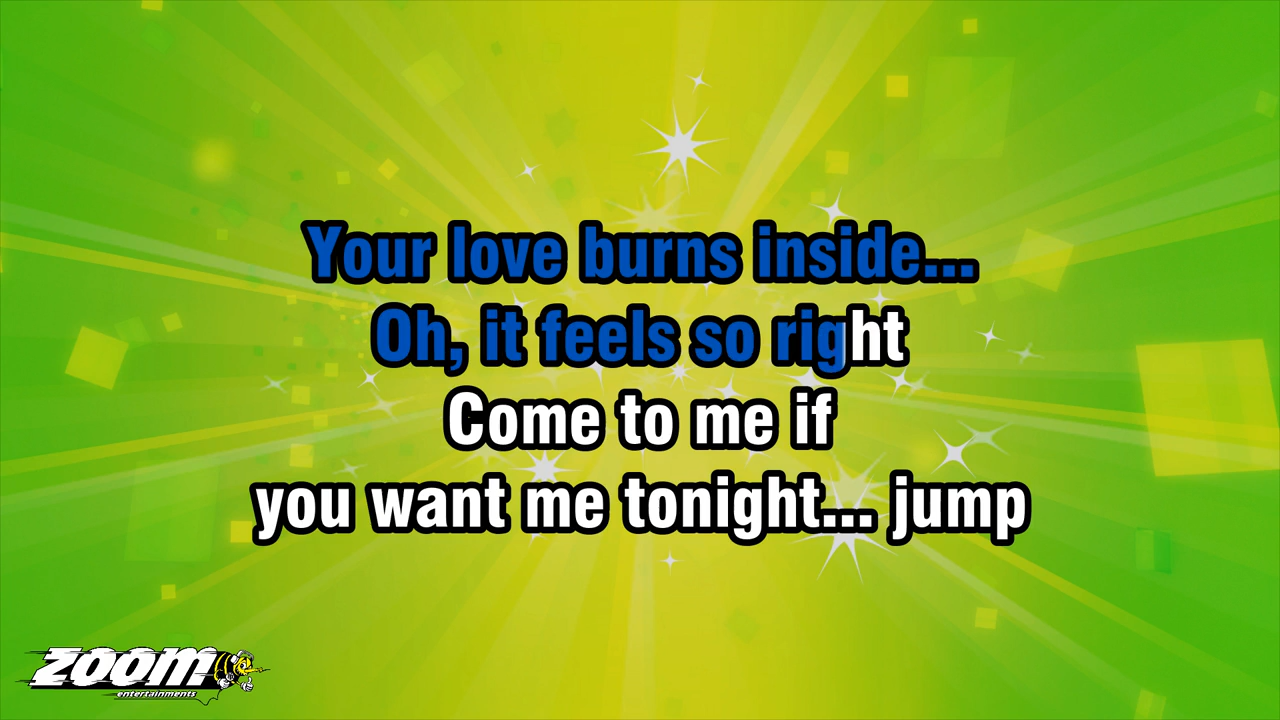 Your love burns inside...
Oh, it feels so right
Come to me if
you want me tonight... jump
zoom
entertainments